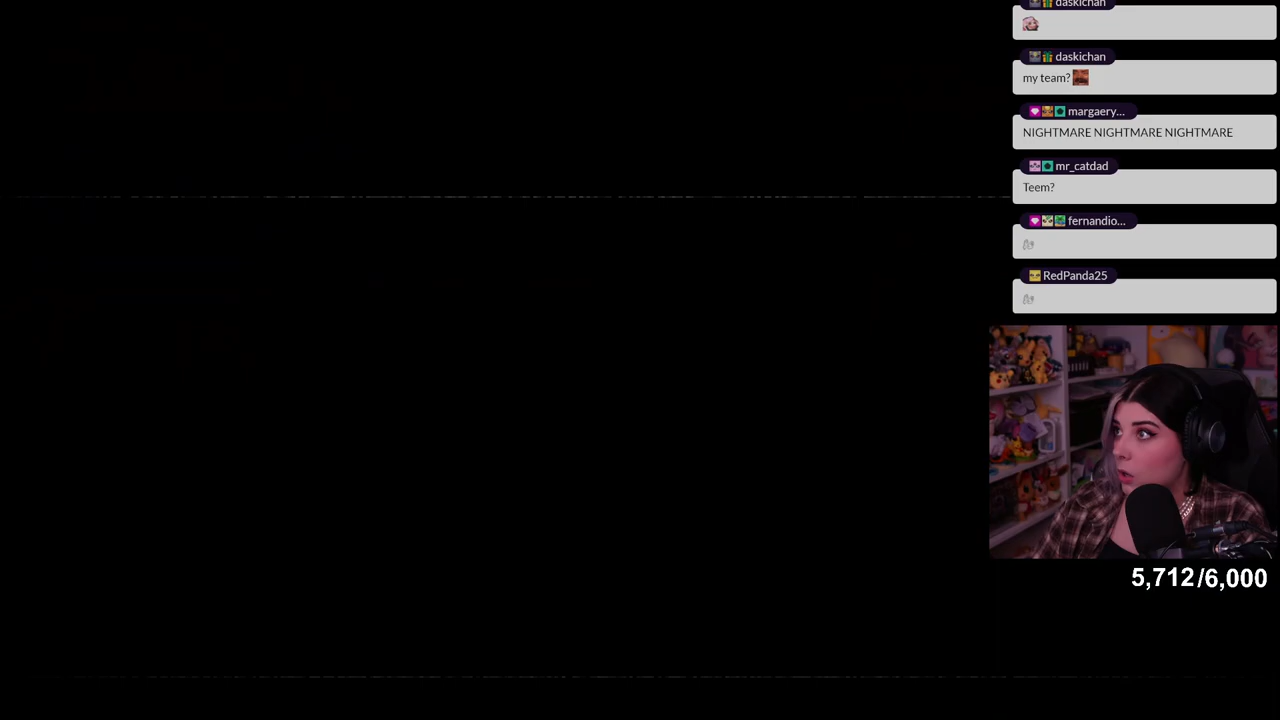 daskichan
daskichan
my team?
margaery...
NIGHTMARE NIGHTMARE NIGHTMARE
mr_catdad
Teem?
fernandio...
RedPanda25
5,712/6,000